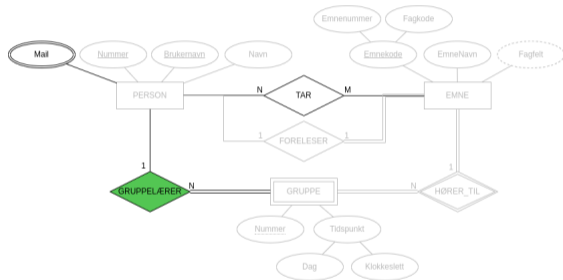 Emnenummer Fagkode
Mail Nummer Brukernavn Navn Emnekode EmneNavn Fagfelt
PERSON N TAR M EMNE
1 FORELESER 1
1 1
GRUPPELÆRER N GRUPPE N HØRER_TIL
Nummer Tidspunkt
Dag Klokkeslett